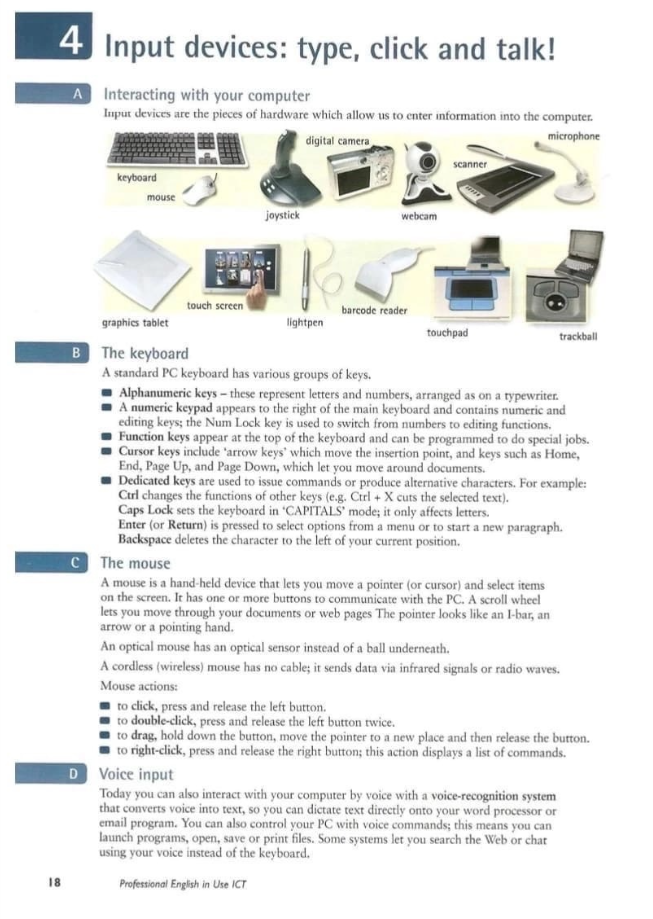 4 Input devices: type, click and talk!
A Interacting with your computer
Input devices are the pieces of hardware which allow us to enter information into the computer.
keyboard
mouse
joystick
digital camera
webcam
scanner
microphone
graphics tablet
touch screen
lightpen
barcode reader
touchpad
trackball
B The keyboard
A standard PC keyboard has various groups of keys.
Alphanumeric keys – these represent letters and numbers, arranged as on a typewriter.
A numeric keypad appears to the right of the main keyboard and contains numeric and
editing keys; the Num Lock key is used to switch from numbers to editing functions.
Function keys appear at the top of the keyboard and can be programmed to do special jobs.
Cursor keys include 'arrow keys' which move the insertion point, and keys such as Home,
End, Page Up, and Page Down, which let you move around documents.
Dedicated keys are used to issue commands or produce alternative characters. For example:
Ctrl changes the functions of other keys (e.g. Ctrl + X cuts the selected text).
Caps Lock sets the keyboard in 'CAPITALS' mode; it only affects letters.
Enter (or Return) is pressed to select options from a menu or to start a new paragraph.
Backspace deletes the character to the left of your current position.
C The mouse
A mouse is a hand-held device that lets you move a pointer (or cursor) and select items
on the screen. It has one or more buttons to communicate with the PC. A scroll wheel
lets you move through your documents or web pages The pointer looks like an I-bar, an
arrow or a pointing hand.
An optical mouse has an optical sensor instead of a ball underneath.
A cordless (wireless) mouse has no cable; it sends data via infrared signals or radio waves.
Mouse actions:
to click, press and release the left button.
to double-click, press and release the left button twice.
to drag, hold down the button, move the pointer to a new place and then release the button.
to right-click, press and release the right button; this action displays a list of commands.
D Voice input
Today you can also interact with your computer by voice with a voice-recognition system
that converts voice into text, so you can dictate text directly onto your word processor or
email program. You can also control your PC with voice commands; this means you can
launch programs, open, save or print files. Some systems let you search the Web or chat
using your voice instead of the keyboard.
18 Professional English in Use ICT